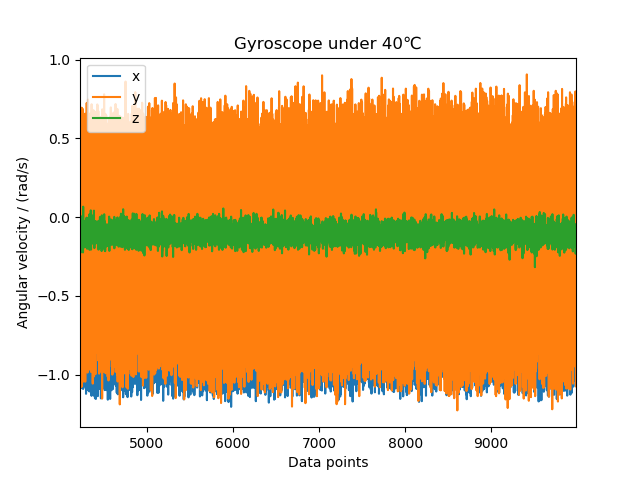 Gyroscope under 40℃
1.0
0.5
0.0
−0.5
−1.0
Angular velocity / (rad/s)
x
y
z
5000 6000 7000 8000 9000
Data points